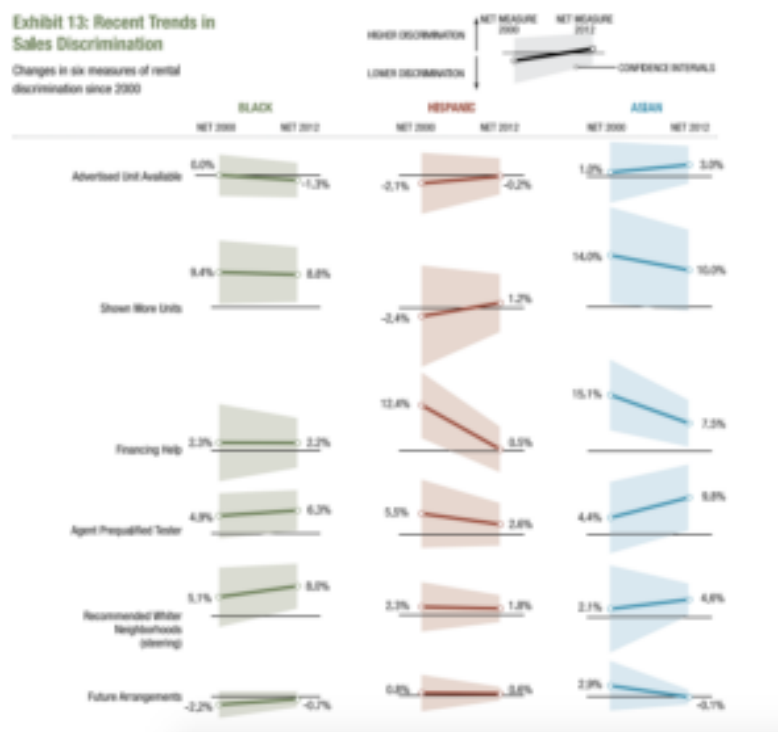 Exhibit 13: Recent Trends in
Sales Discrimination
Changes in six measures of rental
discrimination since 2000
HIGHER DISCRIMINATION
LOWER DISCRIMINATION
NET MEASURE
2000
NET MEASURE
2012
CONFIDENCE INTERVALS
BLACK HISPANIC ASIAN
NET 2000 NET 2012 NET 2000 NET 2012 NET 2000 NET 2012
Advertised Unit Available 0.0% -1.3% -2.1% -0.2% 1.0% 3.0%
Shown More Units 9.4% -2.4% 1.2% 14.0% 10.0%
Financing Help 2.3% 2.2% 12.4% 0.5% 15.1% 7.5%
Agent Prequalified Tester 4.9% 6.3% 5.5% 2.6% 4.4%
Recommended Whiter
Neighborhoods
(steering)
5.1% 8.0% 2.3% 1.8% 2.1% 4.6%
Future Arrangements -2.2% -0.7% 0.6% 2.9% -0.1%